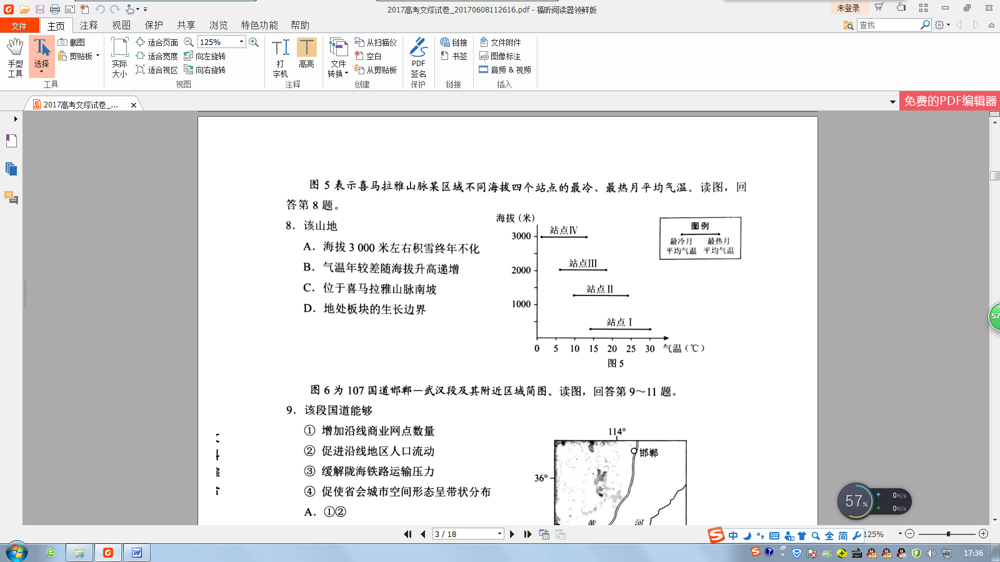 2017高考文综试卷_20170608112616.pdf - 福昕阅读器领鲜版
未登录
文件 主页 注释 视图 保护 共享 浏览 特色功能 帮助
查找
手型工具
选择
截图
剪贴板
工具
实际大小
适合页面
适合宽度
适合视区
125%
向左旋转
向右旋转
视图
打字机
高亮
注释
文件转换
从扫描仪
空白
从剪贴板
创建
PDF签名
保护
链接
书签
链接
文件附件
图像标注
音频 & 视频
插入
2017高考文综试卷_...
免费的PDF编辑器
图 5 表示喜马拉雅山脉某区域不同海拔四个站点的最冷、最热月平均气温。读图，回
答第 8 题。
8．该山地
A．海拔 3 000 米左右积雪终年不化
B．气温年较差随海拔升高递增
C．位于喜马拉雅山脉南坡
D．地处板块的生长边界
海拔（米）
3000
2000
1000
站点Ⅳ
站点Ⅲ
站点Ⅱ
站点Ⅰ
0 5 10 15 20 25 30 气温（℃）
图 5
图例
最冷月 最热月
平均气温 平均气温
图 6 为 107 国道邯郸—武汉段及其附近区域简图。读图，回答第 9～11 题。
9．该段国道能够
① 增加沿线商业网点数量
② 促进沿线地区人口流动
③ 缓解陇海铁路运输压力
④ 促使省会城市空间形态呈带状分布
A．①②
114°
36°
邯郸
黄 河
57%
0K/s
0K/s
57
3 / 18
中
全 简
125%
17:36